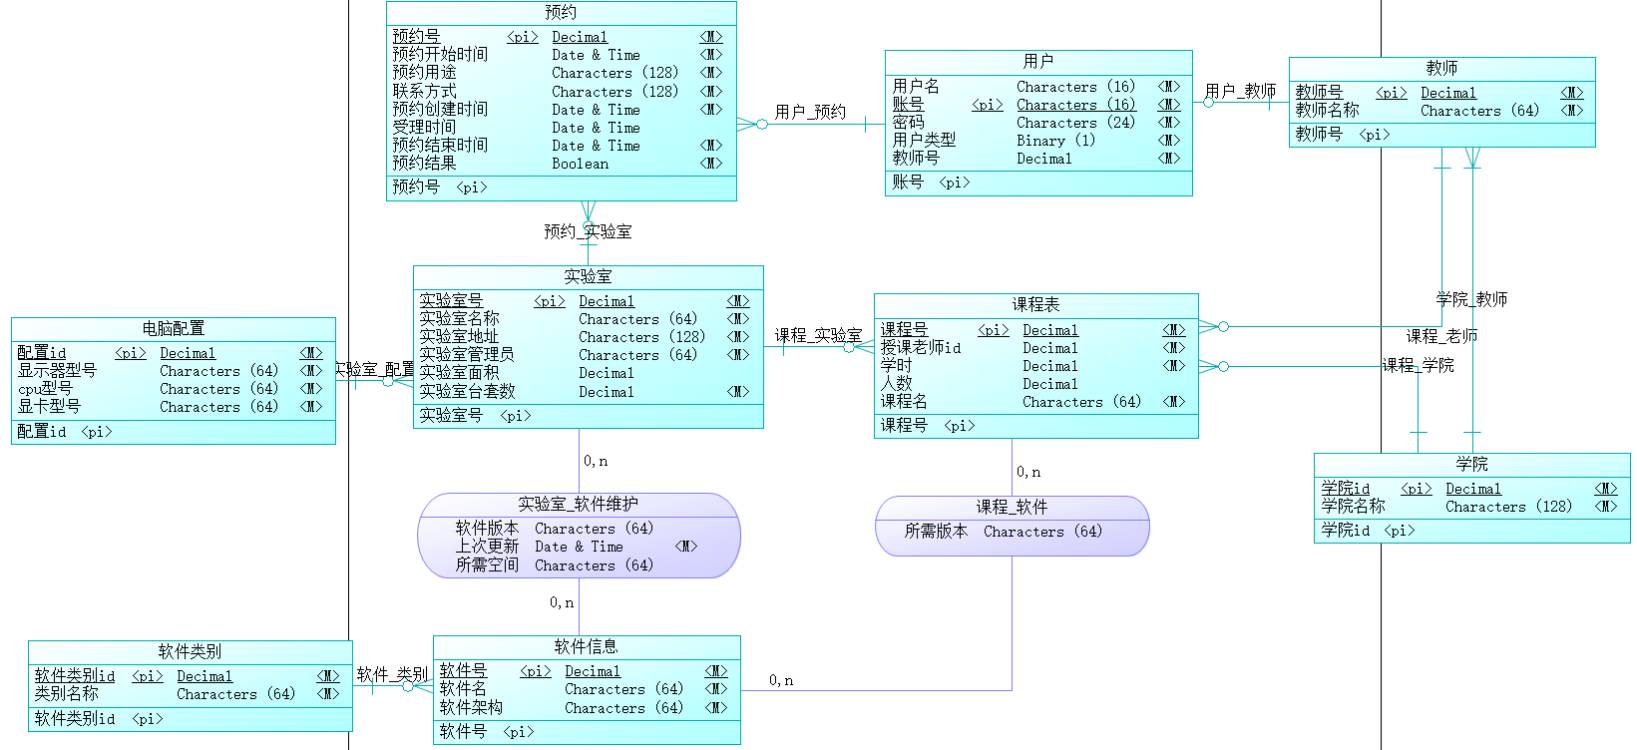 预约
预约号 <pi> Decimal <M>
预约开始时间 Date & Time <M>
预约用途 Characters (128) <M>
联系方式 Characters (128) <M>
预约创建时间 Date & Time <M>
受理时间 Date & Time
预约结束时间 Date & Time <M>
预约结果 Boolean <M>
预约号 <pi>
用户_预约
用户
用户名 Characters (16) <M>
账号 <pi> Characters (16) <M>
密码 Characters (24) <M>
用户类型 Binary (1) <M>
教师号 Decimal <M>
账号 <pi>
用户_教师
教师
教师号 <pi> Decimal <M>
教师名称 Characters (64) <M>
教师号 <pi>
预约_实验室
电脑配置
配置id <pi> Decimal <M>
显示器型号 Characters (64) <M>
cpu型号 Characters (64) <M>
显卡型号 Characters (64) <M>
配置id <pi>
实验室_配置
实验室
实验室号 <pi> Decimal <M>
实验室名称 Characters (64) <M>
实验室地址 Characters (128) <M>
实验室管理员 Characters (64) <M>
实验室面积 Decimal
实验室台套数 Decimal <M>
实验室号 <pi>
课程_实验室
课程表
课程号 <pi> Decimal <M>
授课老师id Decimal <M>
学时 Decimal <M>
人数 Decimal
课程名 Characters (64) <M>
课程号 <pi>
学院_教师
课程_老师
课程_学院
学院
学院id <pi> Decimal <M>
学院名称 Characters (128) <M>
学院id <pi>
0,n
实验室_软件维护
软件版本 Characters (64)
上次更新 Date & Time <M>
所需空间 Characters (64)
0,n
0,n
课程_软件
所需版本 Characters (64)
软件类别
软件类别id <pi> Decimal <M>
类别名称 Characters (64) <M>
软件类别id <pi>
软件_类别
软件信息
软件号 <pi> Decimal <M>
软件名 Characters (64) <M>
软件架构 Characters (64) <M>
软件号 <pi>
0,n